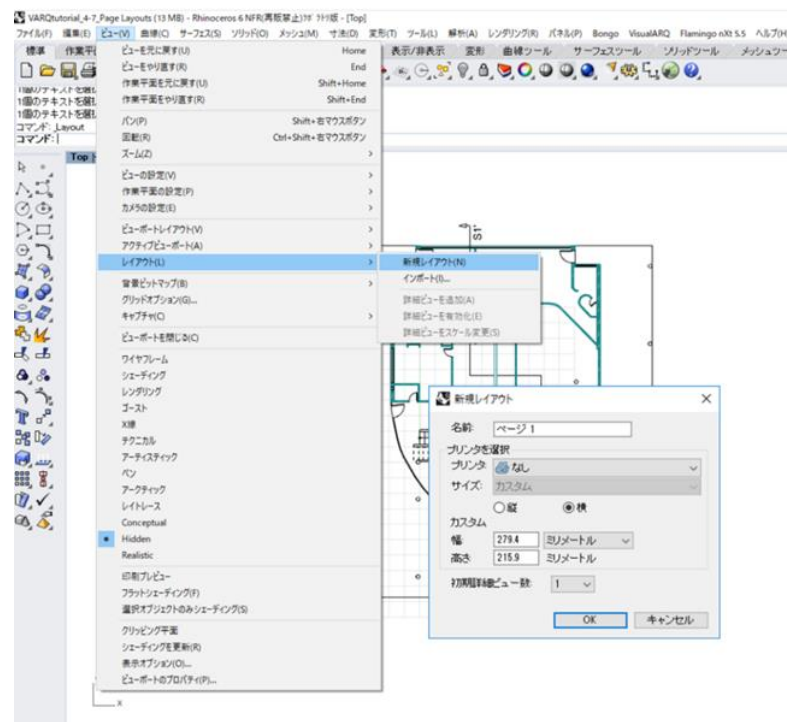 VARQtutorial_4-7_Page Layouts (13 MB) - Rhinoceros 6 NFR(再販禁止)ﾌﾙ ｱﾄﾘ版 - [Top]
ファイル(F) 編集(E) ビュー(V) 曲線(C) サーフェス(S) ソリッド(O) メッシュ(M) 寸法(D) 変形(T) ツール(L) 解析(A) レンダリング(R) パネル(P) Bongo VisualARQ Flamingo nXt 5.5 ヘルプ(H
標準 作業平 表示/非表示 変形 曲線ツール サーフェスツール ソリッドツール メッシュツー
1個のテキストを選
1個のテキストを選
1個のテキストを選
コマンド: _Layout
コマンド:
Top
ビューを元に戻す(U) Home
ビューをやり直す(R) End
作業平面を元に戻す(U) Shift+Home
作業平面をやり直す(R) Shift+End
パン(P) Shift+右マウスボタン
回転(R) Ctrl+Shift+右マウスボタン
ズーム(Z)
ビューの設定(V)
作業平面の設定(P)
カメラの設定(E)
ビューポートレイアウト(V)
アクティブビューポート(A)
レイアウト(L)
背景ビットマップ(B)
グリッドオプション(G)...
キャプチャ(C)
ビューポートを閉じる(C)
ワイヤフレーム
シェーディング
レンダリング
ゴースト
X線
テクニカル
アーティスティック
ペン
アークティック
レイトレース
Conceptual
Hidden
Realistic
印刷プレビュー
フラットシェーディング(F)
選択オブジェクトのみシェーディング(S)
クリッピング平面
シェーディングを更新(R)
表示オプション(O)...
ビューポートのプロパティ(P)...
新規レイアウト(N)
インポート(I)...
詳細ビューを追加(A)
詳細ビューを有効化(E)
詳細ビューをスケール変更(S)
S1'
新規レイアウト
名前: ページ 1
プリンタを選択
プリンタ: なし
サイズ: カスタム
縦 横
カスタム
幅: 279.4 ミリメートル
高さ: 215.9 ミリメートル
初期詳細ビュー数: 1
OK キャンセル
x